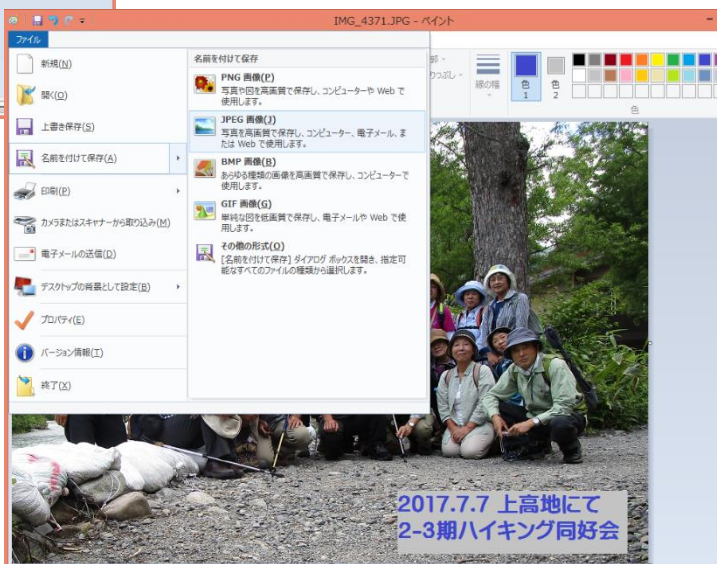 IMG_4371.JPG - ペイント
ファイル
新規(N)
開く(O)
上書き保存(S)
名前を付けて保存(A)
印刷(P)
カメラまたはスキャナーから取り込み(M)
電子メールの送信(D)
デスクトップの背景として設定(B)
プロパティ(E)
バージョン情報(T)
終了(X)
名前を付けて保存
PNG 画像(P)
写真や図を高画質で保存し、コンピューターや Web で
使用します。
JPEG 画像(J)
写真を高画質で保存し、コンピューター、電子メール、ま
たは Web で使用します。
BMP 画像(B)
あらゆる種類の画像を高画質で保存し、コンピューターで
使用します。
GIF 画像(G)
単純な図を低画質で保存し、電子メールや Web で使
用します。
その他の形式(O)
[名前を付けて保存] ダイアログ ボックスを開き、指定可
能なすべてのファイルの種類から選択します。
線の幅
色
1
色
2
色
2017.7.7 上高地にて
2-3期ハイキング同好会